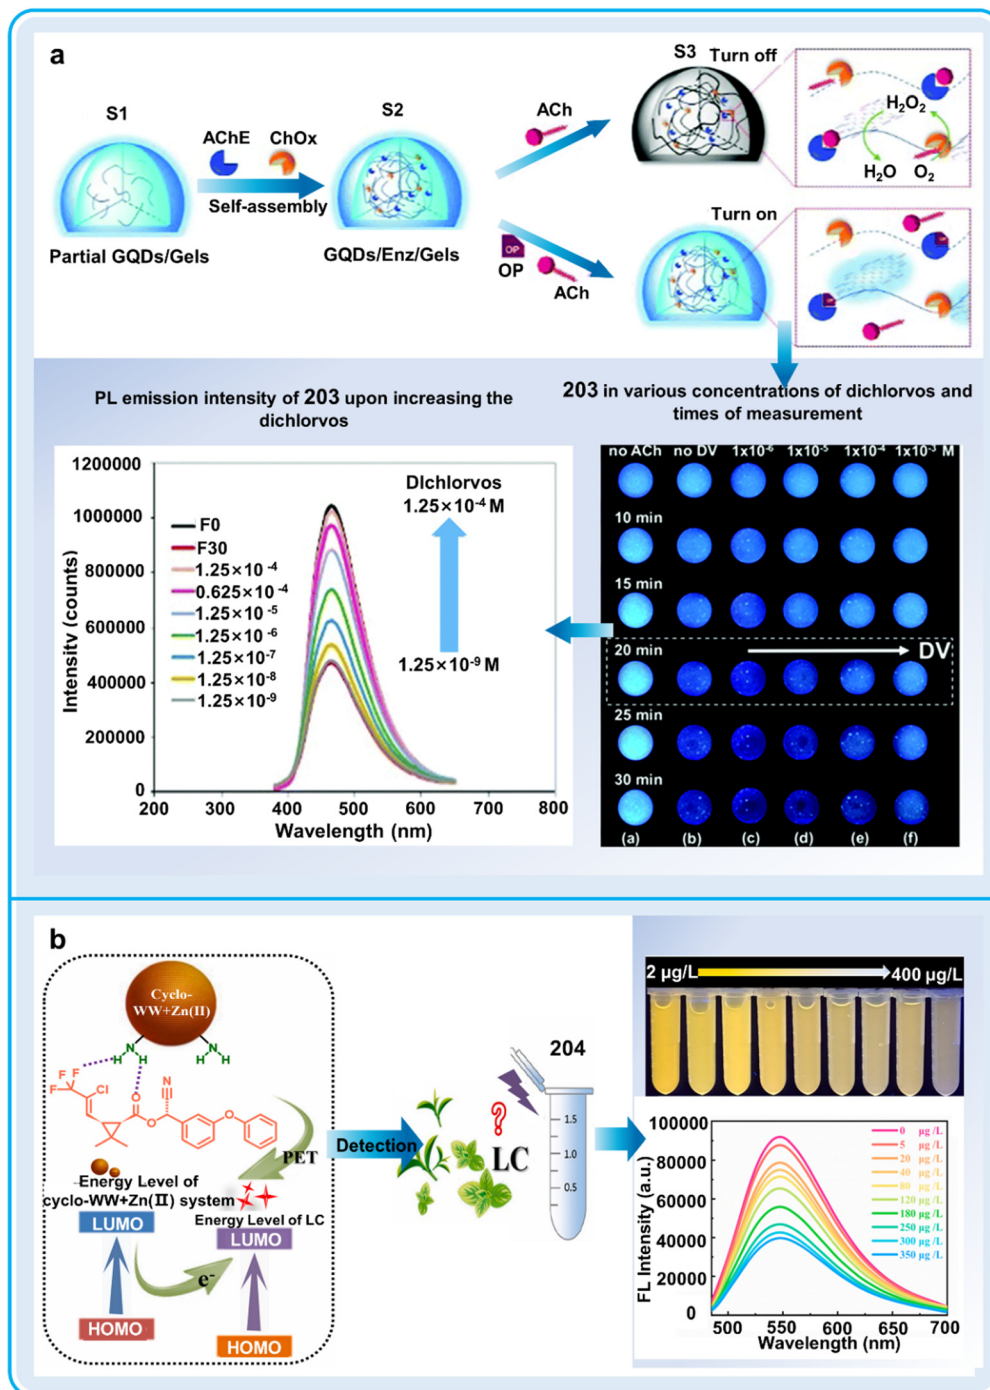 a
S1
AChE ChOx
Self-assembly
Partial GQDs/Gels
S2
GQDs/Enz/Gels
ACh
OP
OP
ACh
S3
Turn off
H2O2
H2O O2
Turn on
PL emission intensity of 203 upon increasing the
dichlorvos
203 in various concentrations of dichlorvos and
times of measurement
1200000
1000000
800000
600000
400000
200000
0
Intensity (counts)
200 300 400 500 600 700 800
Wavelength (nm)
F0
F30
1.25×10 -4
0.625×10 -4
1.25×10 -5
1.25×10 -6
1.25×10 -7
1.25×10 -8
1.25×10 -9
DIchlorvos
1.25×10-4 M
1.25×10-9 M
no ACh no DV 1x10-6 1x10-5 1x10-4 1x10-3 M
10 min
15 min
20 min
DV
25 min
30 min
(a) (b) (c) (d) (e) (f)
b
Cyclo-
WW+Zn(II)
N N
H H H H
F F
F Cl
N
O
O O
PET
Energy Level of
cyclo-WW+Zn(II) system
LUMO
Energy Level of LC
LUMO
e-
HOMO
HOMO
Detection
?
LC
204
1.5
1.0
0.5
2 µg/L 400 µg/L
100000
80000
60000
40000
20000
0
FL Intensity (a.u.)
500 550 600 650 700
Wavelength (nm)
0 µg /L
5 µg /L
20 µg /L
40 µg /L
80 µg /L
120 µg /L
180 µg /L
250 µg /L
300 µg /L
350 µg /L